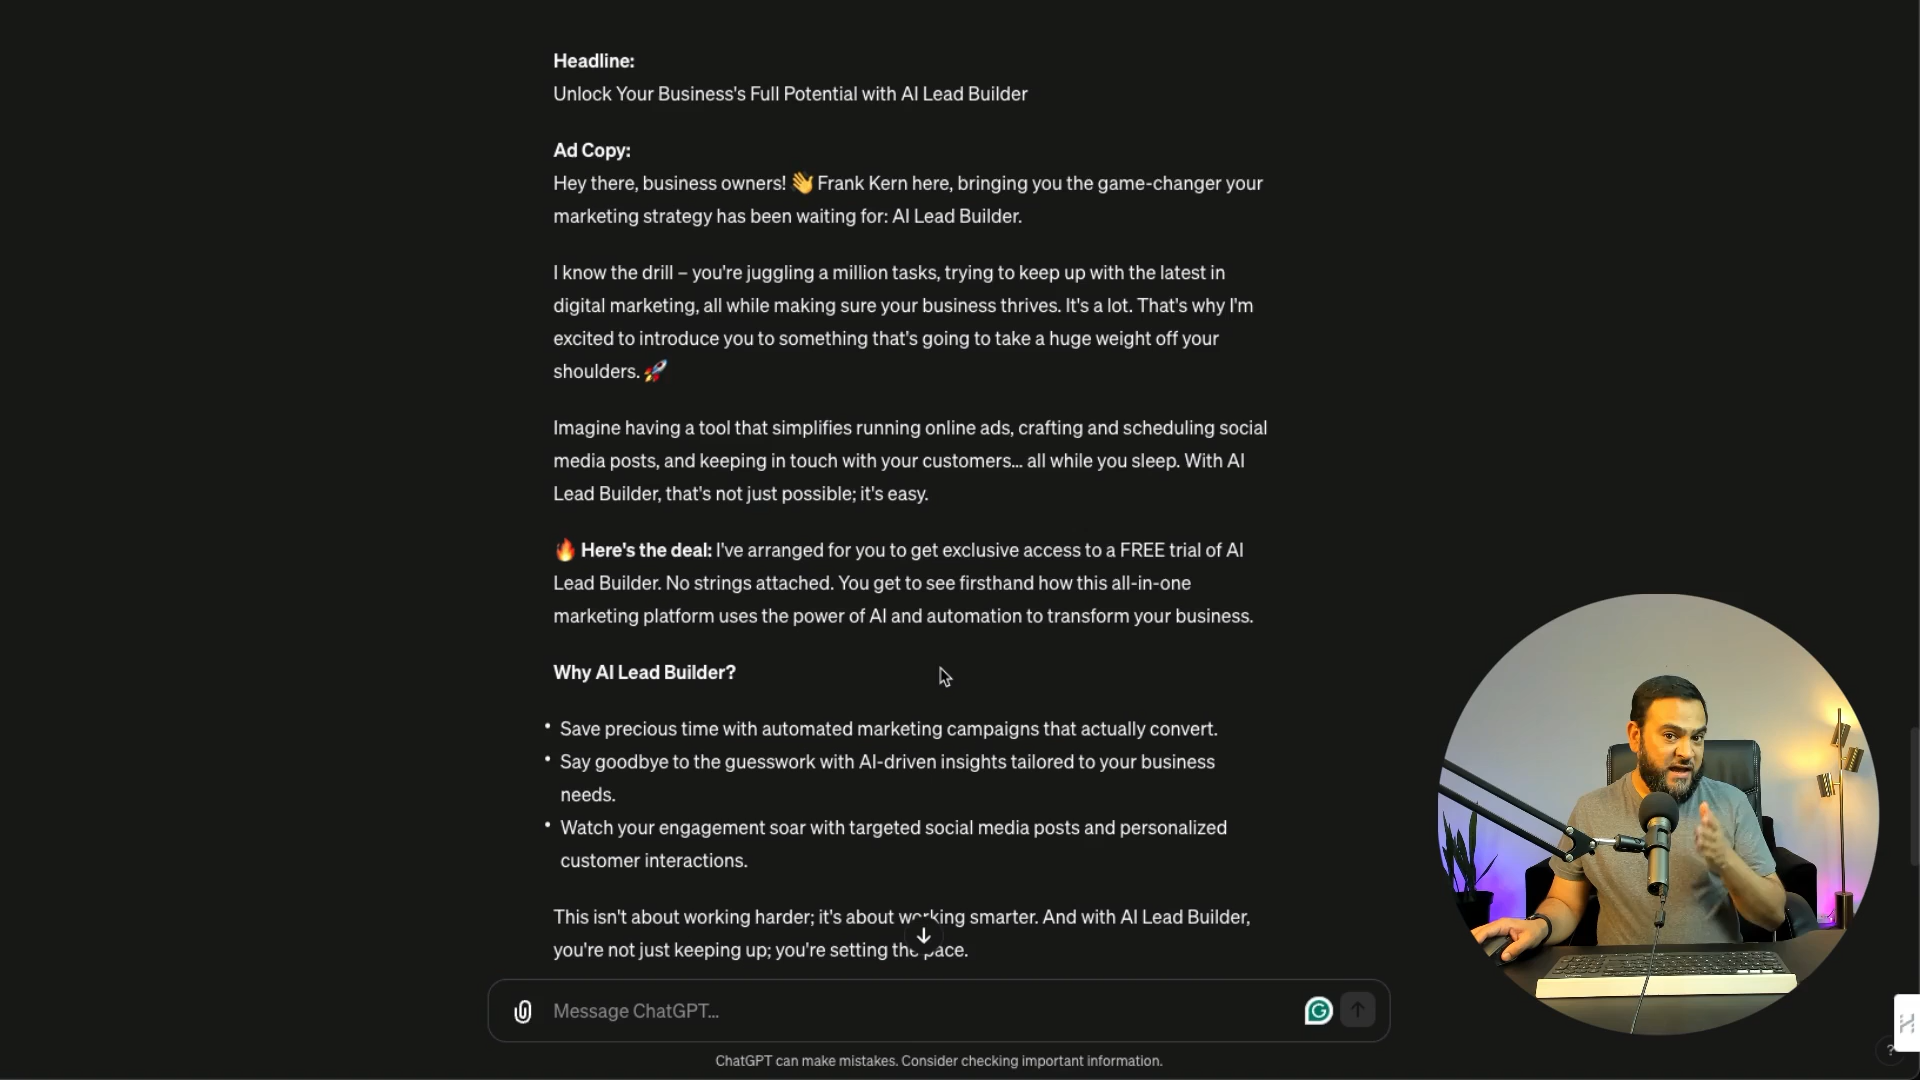 Headline:
Unlock Your Business's Full Potential with AI Lead Builder
Ad Copy:
Hey there, business owners! 👋 Frank Kern here, bringing you the game-changer your
marketing strategy has been waiting for: AI Lead Builder.
I know the drill – you're juggling a million tasks, trying to keep up with the latest in
digital marketing, all while making sure your business thrives. It's a lot. That's why I'm
excited to introduce you to something that's going to take a huge weight off your
shoulders. 🚀
Imagine having a tool that simplifies running online ads, crafting and scheduling social
media posts, and keeping in touch with your customers... all while you sleep. With AI
Lead Builder, that's not just possible; it's easy.
🔥 Here's the deal: I've arranged for you to get exclusive access to a FREE trial of AI
Lead Builder. No strings attached. You get to see firsthand how this all-in-one
marketing platform uses the power of AI and automation to transform your business.
Why AI Lead Builder?
• Save precious time with automated marketing campaigns that actually convert.
• Say goodbye to the guesswork with AI-driven insights tailored to your business
needs.
• Watch your engagement soar with targeted social media posts and personalized
customer interactions.
This isn't about working harder; it's about working smarter. And with AI Lead Builder,
you're not just keeping up; you're setting the pace.
Message ChatGPT...
ChatGPT can make mistakes. Consider checking important information.
?